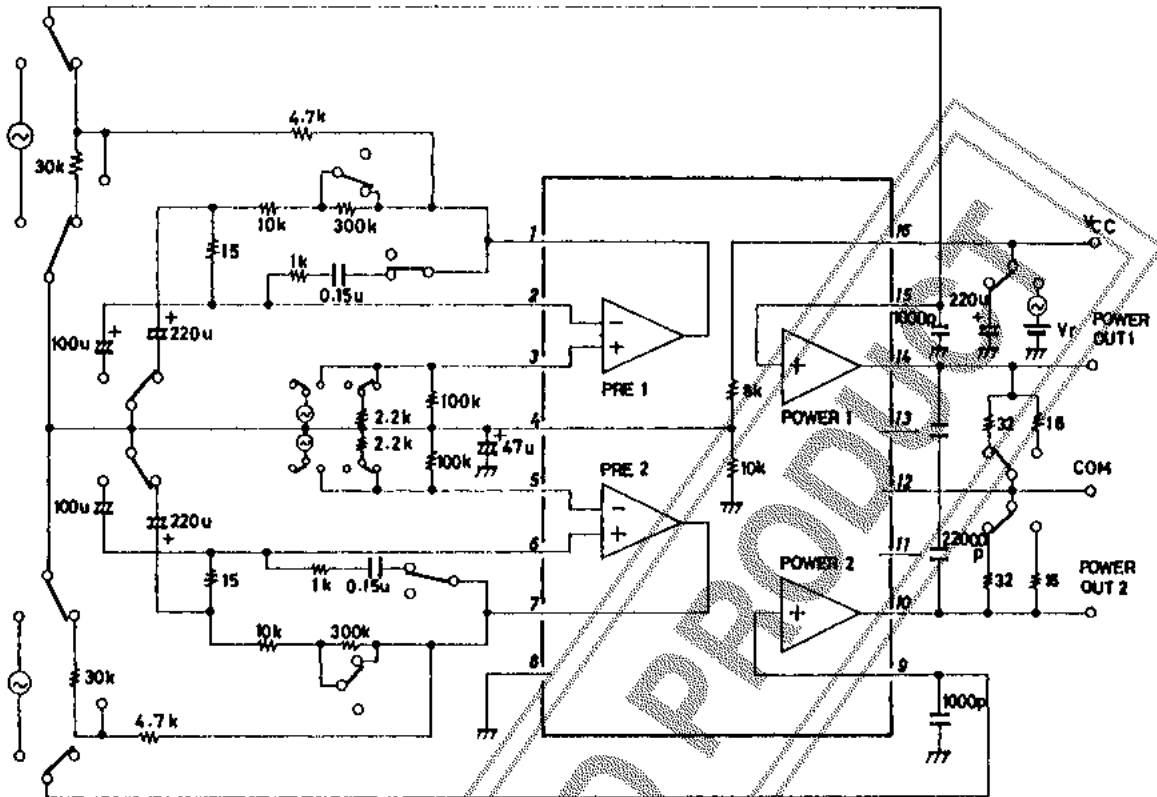 4.7k
30k
10k
300k
15
1k
0.15u
100u
220u
1
2
3
4
5
6
7
8
16
15
14
13
12
11
10
9
PRE 1
PRE 2
POWER 1
POWER 2
100k
2.2k
2.2k
100k
47u
8k
10k
VCC
220u
1000p
Vr
POWER
OUT 1
32
16
COM
22000
p
32
16
POWER
OUT 2
1000p
100u
220u
15
1k
0.15u
10k
300k
30k
4.7k
D PRODUCT